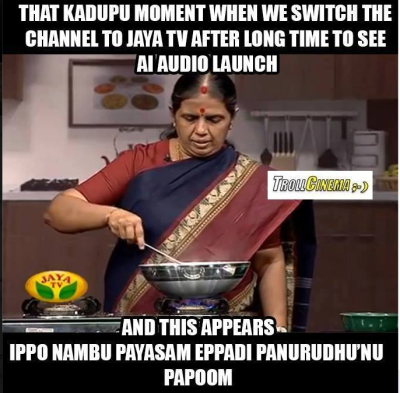 THAT KADUPU MOMENT WHEN WE SWITCH THE
CHANNEL TO JAYA TV AFTER LONG TIME TO SEE
AI AUDIO LAUNCH
TROLLCINEMA ;-)
JAYA
TV
AND THIS APPEARS
IPPO NAMBU PAYASAM EPPADI PANURUDHU'NU
PAPOOM